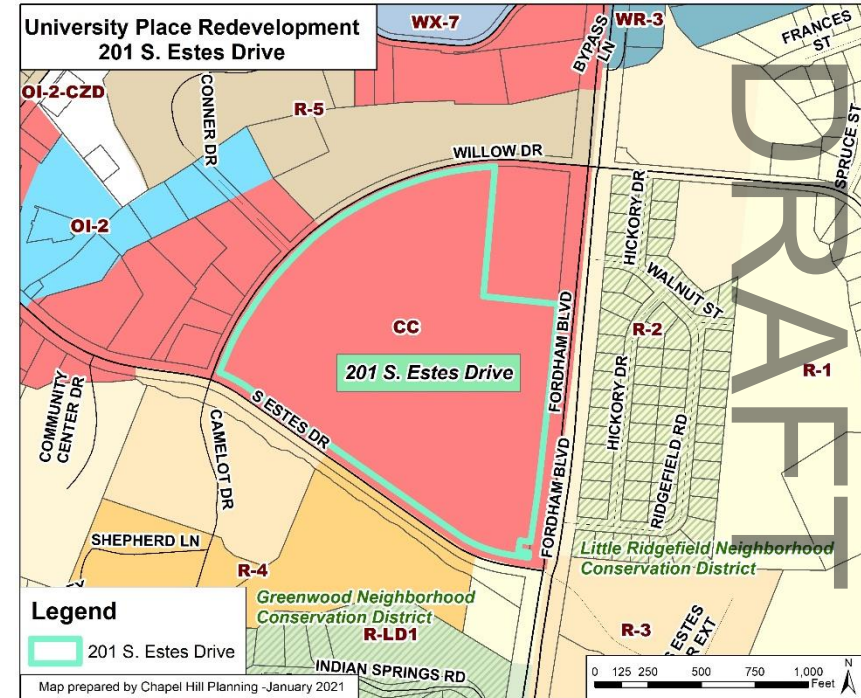 University Place Redevelopment
201 S. Estes Drive
WX-7
WR-3
BYPASS
LN
FRANCES
ST
OI-2-CZD
CONNER DR
R-5
WILLOW DR
SPRUCE ST
DRAFT
OI-2
HICKORY DR
WALNUT ST
CC
FORDHAM BLVD
R-2
201 S. Estes Drive
R-1
COMMUNITY
CENTER DR
S ESTES DR
CAMELOT DR
HICKORY DR
RIDGEFIELD RD
FORDHAM BLVD
SHEPHERD LN
R-4
Little Ridgefield Neighborhood
Conservation District
Greenwood Neighborhood
Conservation District
R-LD1
R-3
INDIAN SPRINGS RD
Legend
201 S. Estes Drive
Map prepared by Chapel Hill Planning -January 2021
0 125 250 500 750 1,000
Feet
N